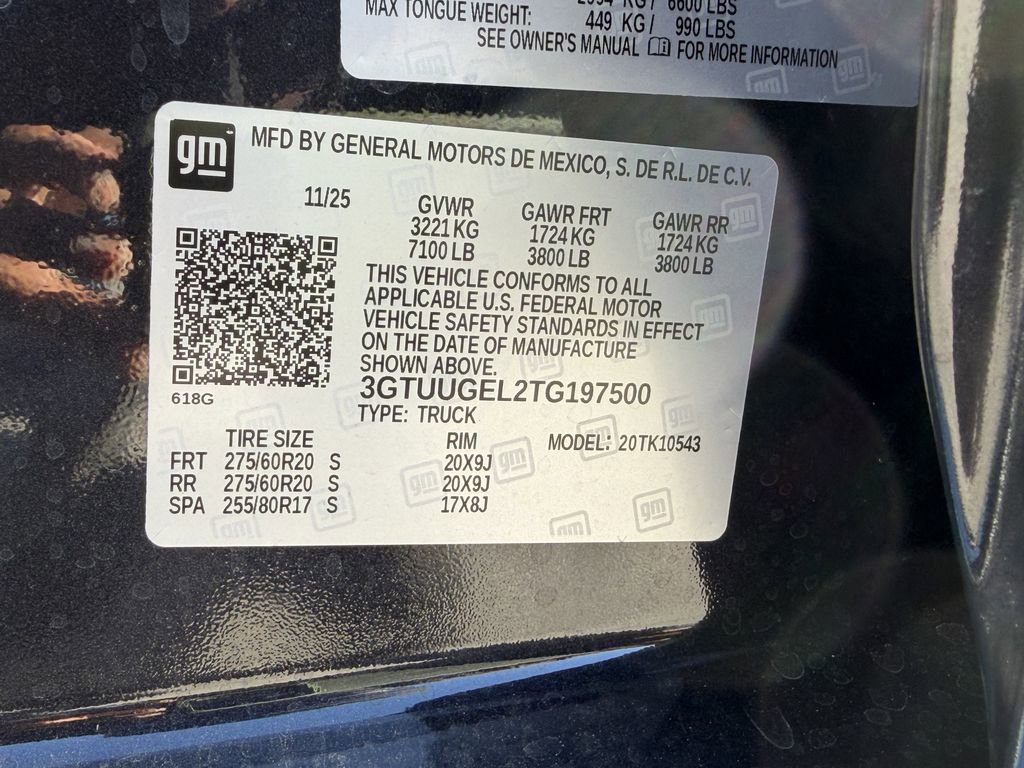 2994 KG / 6600 LBS
MAX TONGUE WEIGHT: 449 KG / 990 LBS
SEE OWNER'S MANUAL FOR MORE INFORMATION
gm MFD BY GENERAL MOTORS DE MEXICO, S. DE R.L. DE C.V.
11/25 GVWR GAWR FRT GAWR RR
3221 KG 1724 KG 1724 KG
7100 LB 3800 LB 3800 LB
THIS VEHICLE CONFORMS TO ALL
APPLICABLE U.S. FEDERAL MOTOR
VEHICLE SAFETY STANDARDS IN EFFECT
ON THE DATE OF MANUFACTURE
SHOWN ABOVE.
3GTUUGEL2TG197500
618G
TYPE: TRUCK
TIRE SIZE RIM MODEL: 20TK10543
FRT 275/60R20 S 20X9J
RR 275/60R20 S 20X9J
SPA 255/80R17 S 17X8J